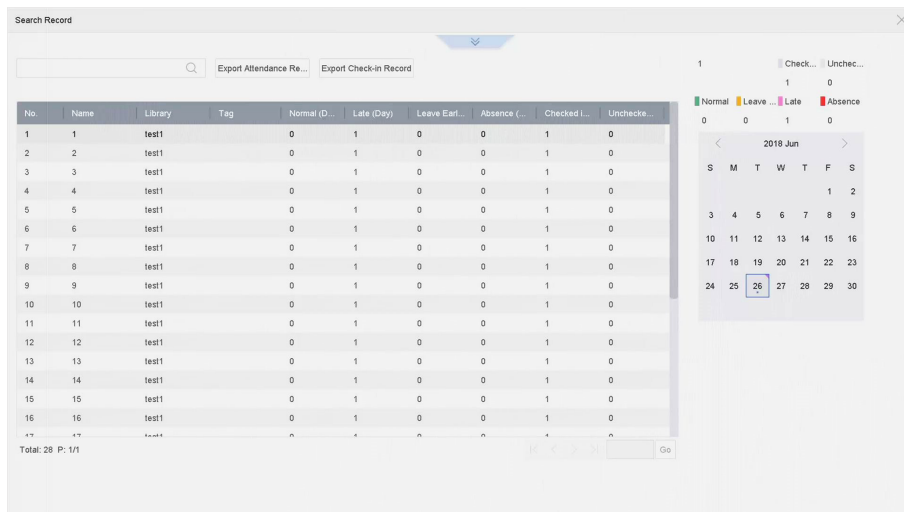 Search Record
Export Attendance Re... Export Check-in Record
1 Check... Unchec...
1 0
Normal Leave ... Late Absence
0 0 1 0
No. Name Library Tag Normal (D... Late (Day) Leave Earl... Absence (... Checked i... Unchecke...
1 1 test1 0 1 0 0 1 0
2 2 test1 0 1 0 0 1 0
3 3 test1 0 1 0 0 1 0
4 4 test1 0 1 0 0 1 0
5 5 test1 0 1 0 0 1 0
6 6 test1 0 1 0 0 1 0
7 7 test1 0 1 0 0 1 0
8 8 test1 0 1 0 0 1 0
9 9 test1 0 1 0 0 1 0
10 10 test1 0 1 0 0 1 0
11 11 test1 0 1 0 0 1 0
12 12 test1 0 1 0 0 1 0
13 13 test1 0 1 0 0 1 0
14 14 test1 0 1 0 0 1 0
15 15 test1 0 1 0 0 1 0
16 16 test1 0 1 0 0 1 0
17 17 test1 0 1 0 0 1 0
Total: 28 P: 1/1 Go
2018 Jun
S M T W T F S
1 2
3 4 5 6 7 8 9
10 11 12 13 14 15 16
17 18 19 20 21 22 23
24 25 26 27 28 29 30